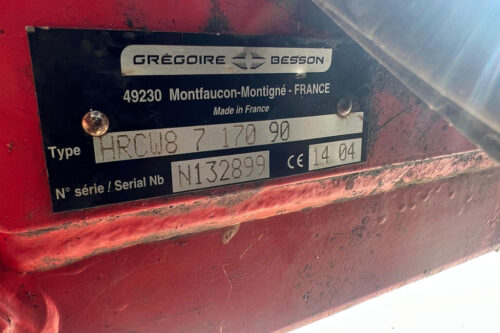 GRÉGOIRE BESSON
49230 Montfaucon-Montigné - FRANCE
Made in France
Type HRCW8 7 170 90
N° série / Serial Nb N132899 CE 14 04